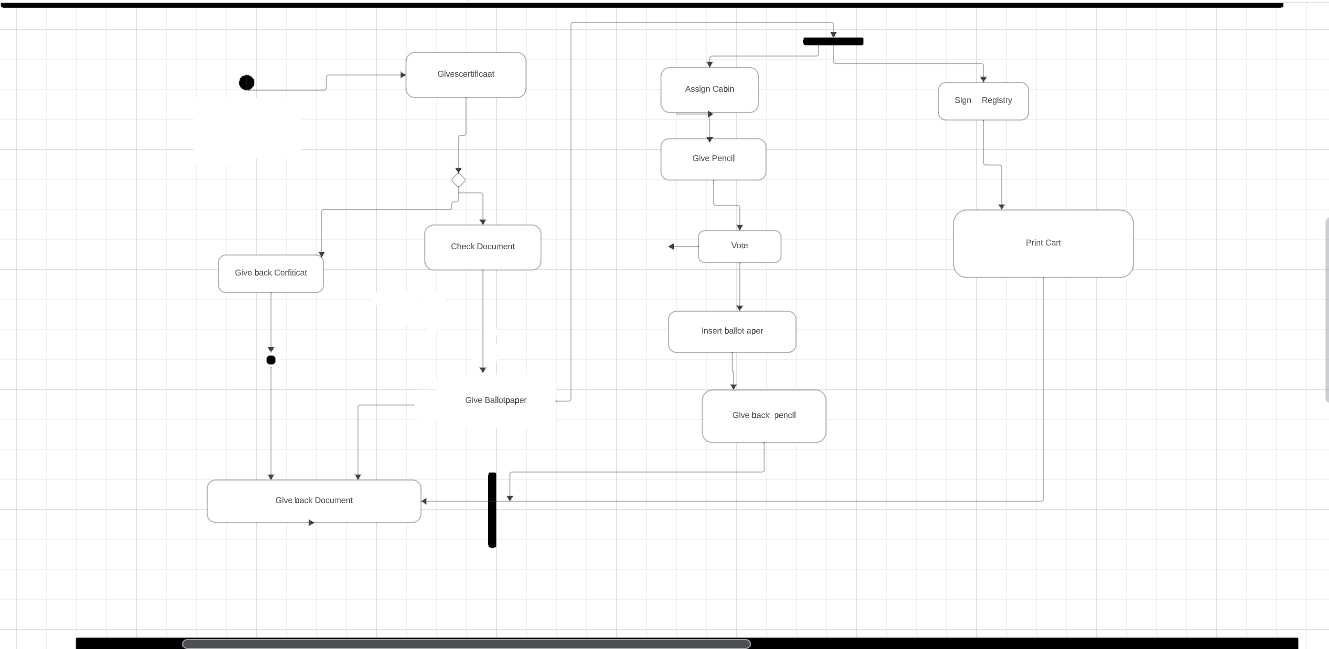 Givescertificaat
Assign Cabin
Sign Registry
Give Pencil
Check Document
Vote
Print Cart
Give back Cerfiticat
Insert ballot aper
Give Ballotpaper
Give back pencil
Give back Document